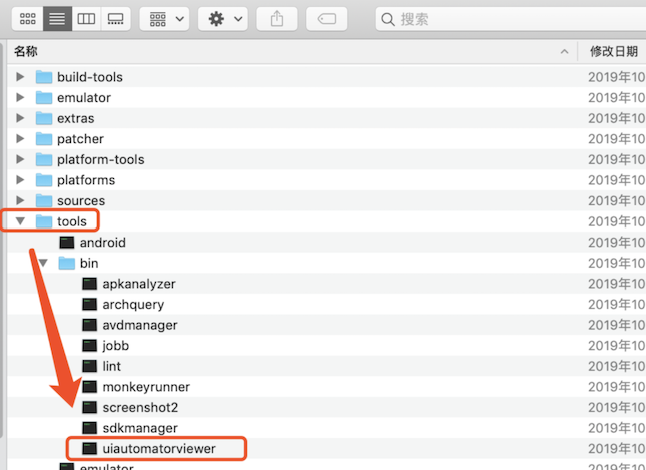 搜索
名称 修改日期
build-tools 2019年10
emulator 2019年10
extras 2019年10
patcher 2019年10
platform-tools 2019年10
platforms 2019年10
sources 2019年10
tools 2019年10
android 2019年10
bin 2019年10
apkanalyzer 2019年10
archquery 2019年10
avdmanager 2019年10
jobb 2019年10
lint 2019年10
monkeyrunner 2019年10
screenshot2 2019年10
sdkmanager 2019年10
uiautomatorviewer 2019年10
emulator 2019年10